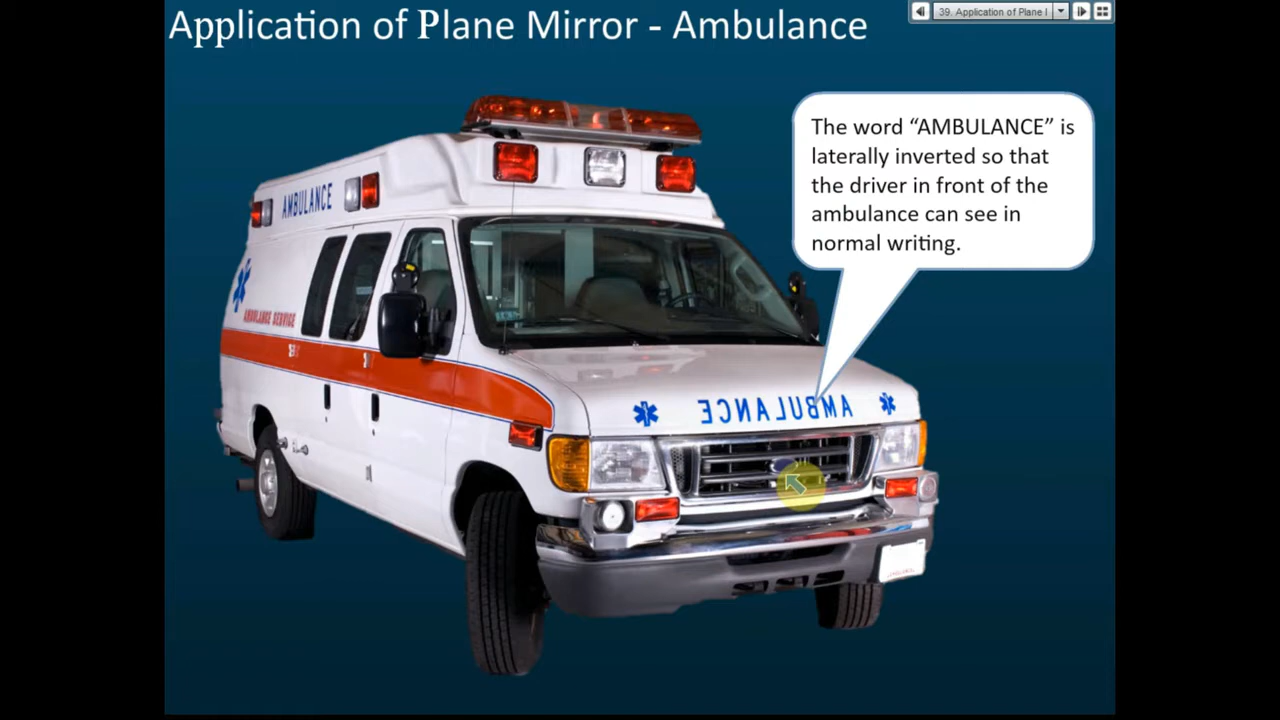 Application of Plane Mirror - Ambulance
39. Application of Plane I
The word “AMBULANCE” is
laterally inverted so that
the driver in front of the
ambulance can see in
normal writing.
AMBULANCE
AMBULANCE SERVICE
AMBULANCE